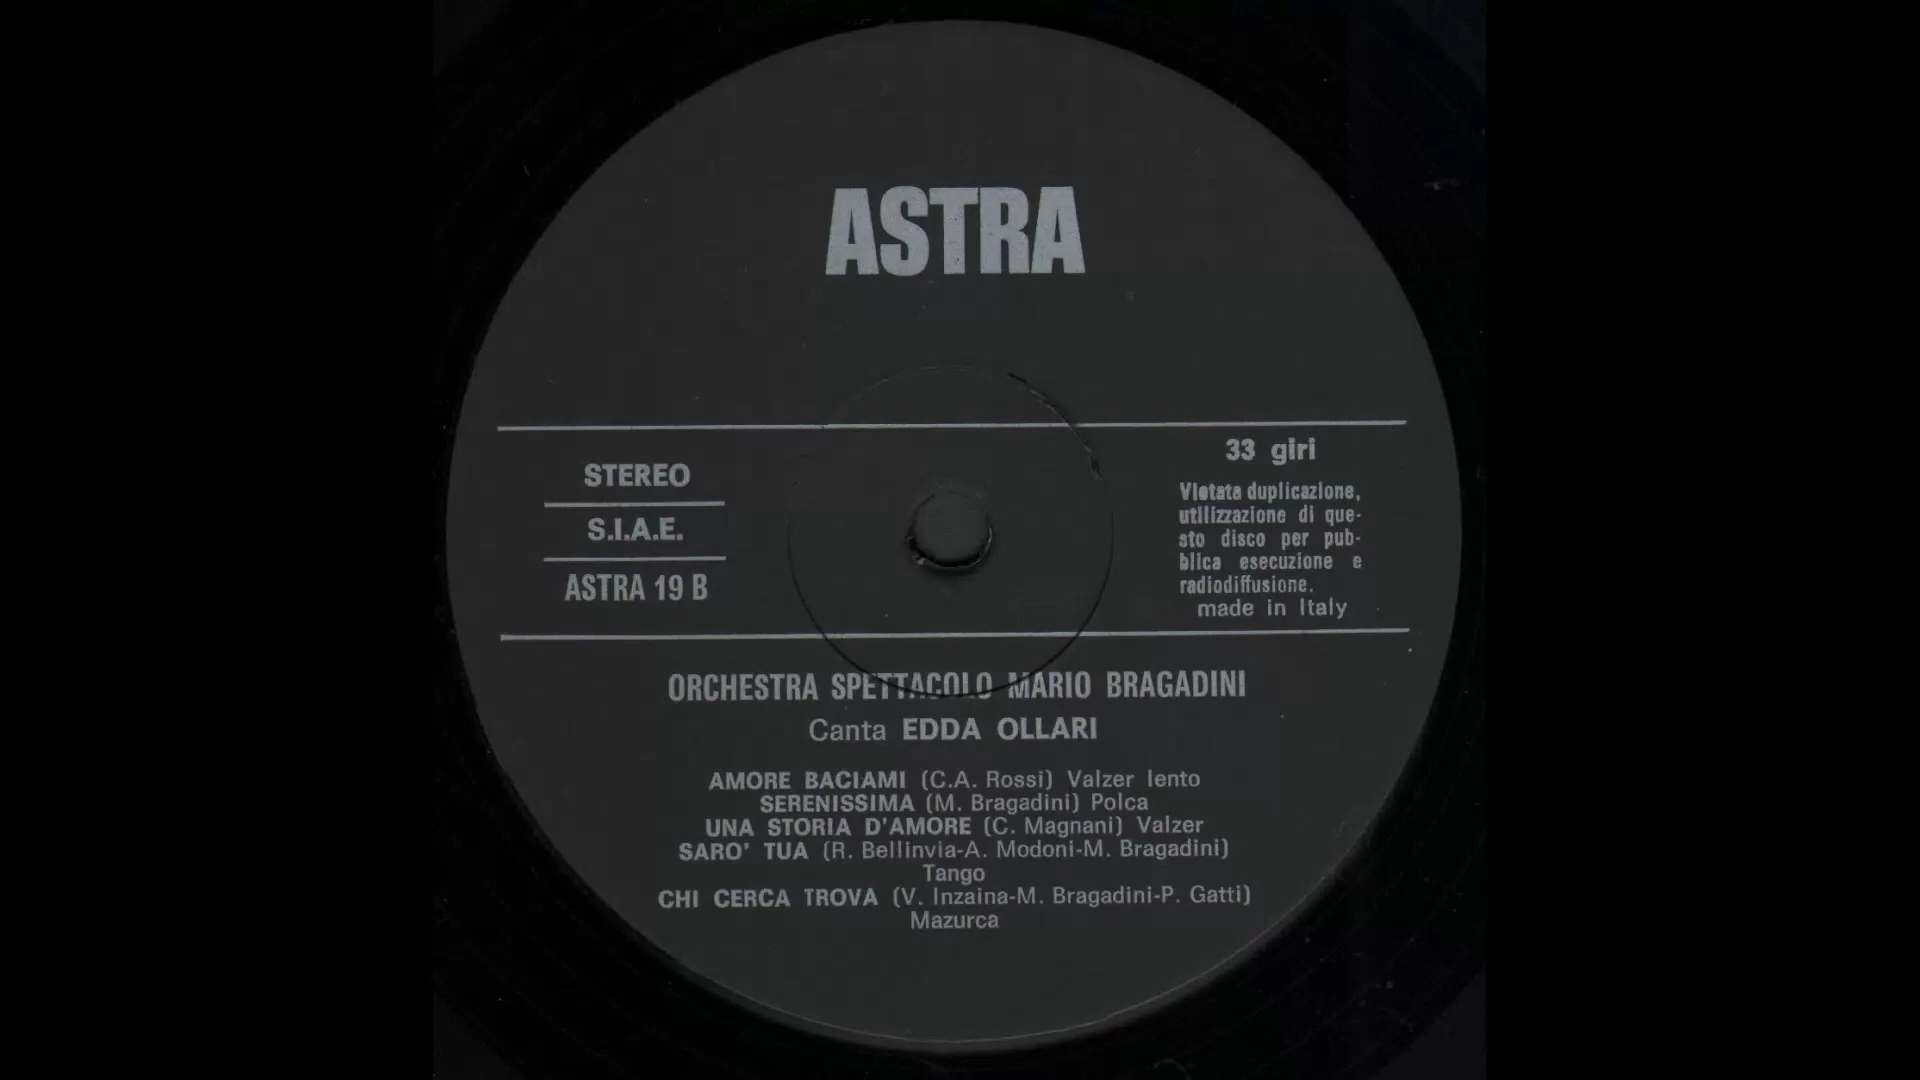 ASTRA
STEREO
S.I.A.E.
ASTRA 19 B
33 giri
Vietata duplicazione,
utilizzazione di que-
sto disco per pub-
blica esecuzione e
radiodiffusione.
made in Italy
ORCHESTRA SPETTACOLO MARIO BRAGADINI
Canta EDDA OLLARI
AMORE BACIAMI (C.A. Rossi) Valzer lento
SERENISSIMA (M. Bragadini) Polca
UNA STORIA D'AMORE (C. Magnani) Valzer
SARO' TUA (R. Bellinvia-A. Modoni-M. Bragadini)
Tango
CHI CERCA TROVA (V. Inzaina-M. Bragadini-P. Gatti)
Mazurca